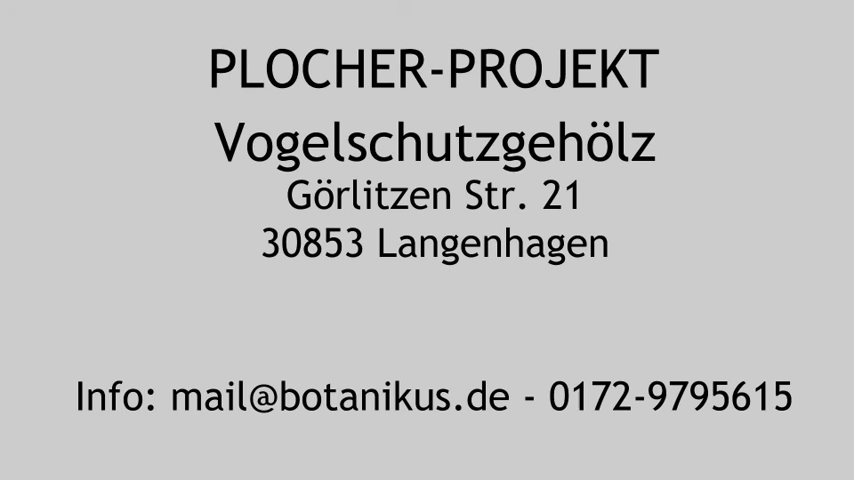 PLOCHER-PROJEKT
Vogelschutzgehölz
Görlitzen Str. 21
30853 Langenhagen
Info: mail@botanikus.de - 0172-9795615